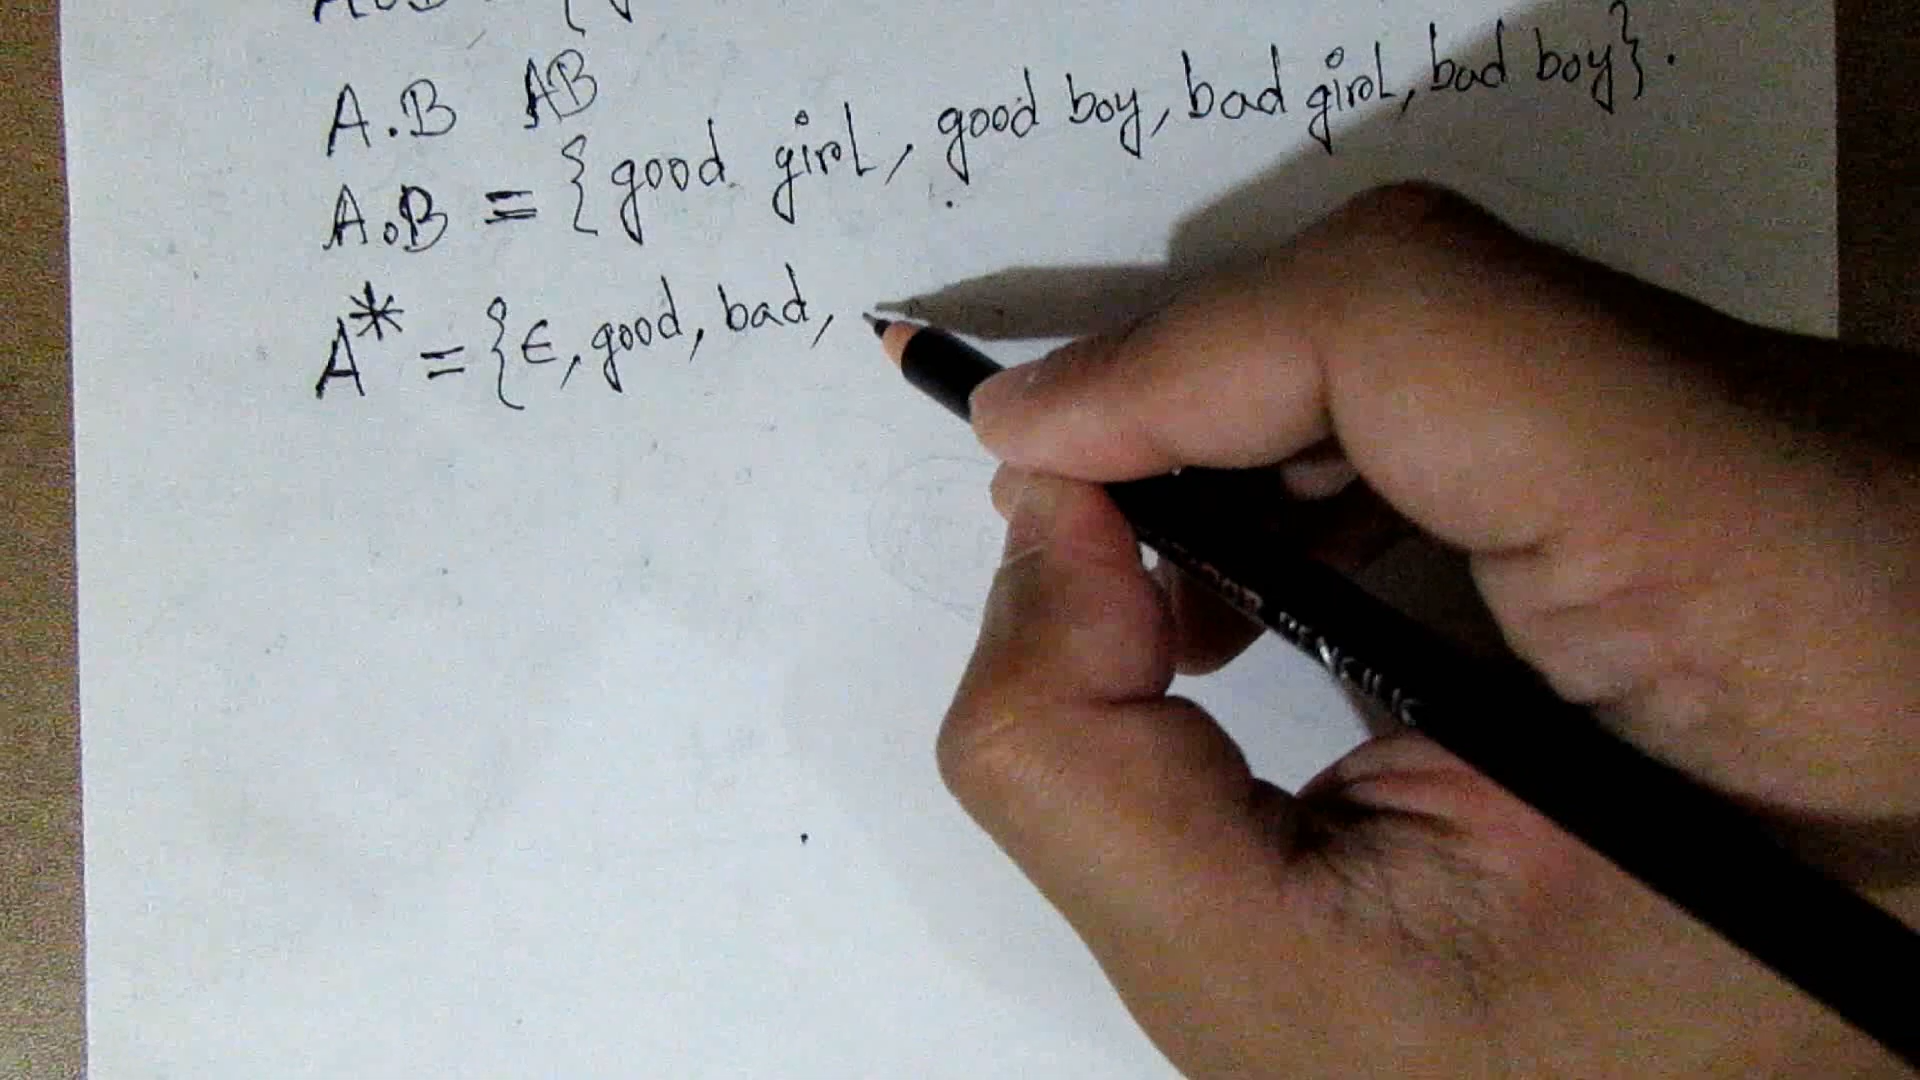 A.B AB
A∘B = {good girl, good boy, bad girl, bad boy}.
A* = {ϵ, good, bad,